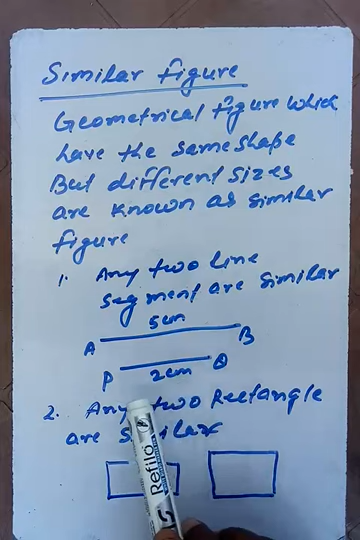 Similar figure
Geometrical figure which
have the same shape
But different sizes
are known as similar
figure
1. Any two line
segment are similar
5cm
A B
P Q
2cm
2. Any two Rectangle
are
Refilo